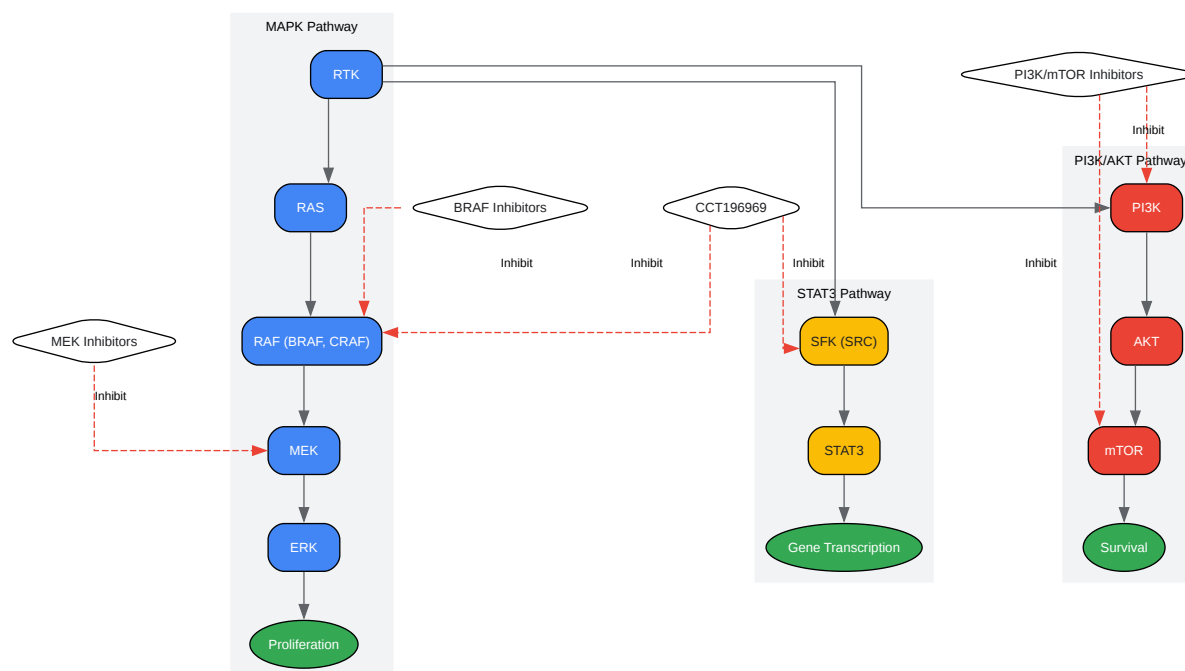 MAPK Pathway
RTK
PI3K/mTOR Inhibitors
Inhibit
PI3K/AKT Pathway
RAS
BRAF Inhibitors
CCT196969
PI3K
Inhibit
Inhibit
Inhibit
Inhibit
STAT3 Pathway
MEK Inhibitors
RAF (BRAF, CRAF)
SFK (SRC)
AKT
Inhibit
MEK
STAT3
mTOR
ERK
Gene Transcription
Survival
Proliferation